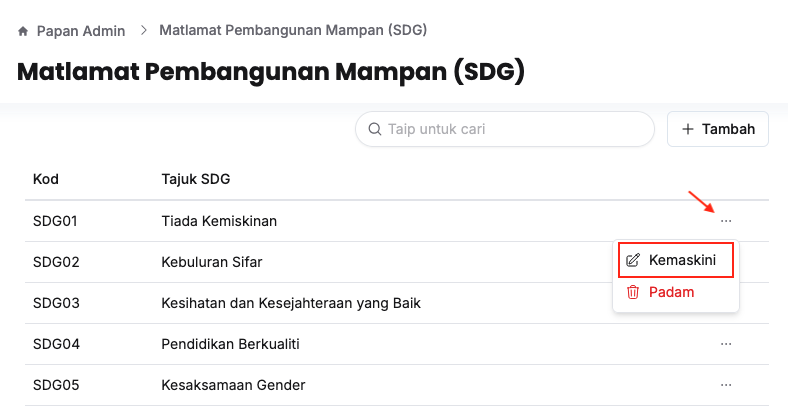 Papan Admin > Matlamat Pembangunan Mampan (SDG)
Matlamat Pembangunan Mampan (SDG)
Taip untuk cari + Tambah
Kod Tajuk SDG
SDG01 Tiada Kemiskinan ...
SDG02 Kebuluran Sifar
Kemaskini
SDG03 Kesihatan dan Kesejahteraan yang Baik
Padam
SDG04 Pendidikan Berkualiti ...
SDG05 Kesaksamaan Gender ...